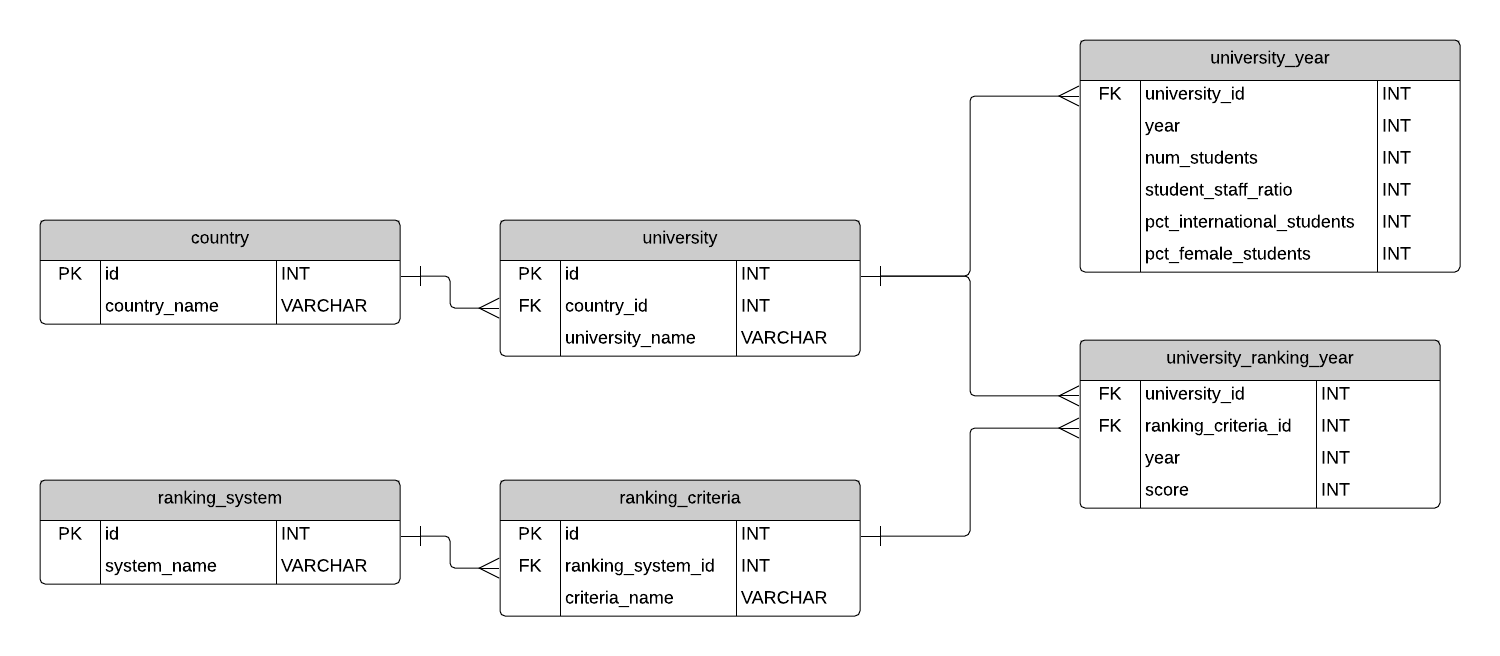 university_year
FK university_id INT
year INT
num_students INT
student_staff_ratio INT
pct_international_students INT
pct_female_students INT
country
PK id INT
country_name VARCHAR
university
PK id INT
FK country_id INT
university_name VARCHAR
university_ranking_year
FK university_id INT
FK ranking_criteria_id INT
year INT
score INT
ranking_system
PK id INT
system_name VARCHAR
ranking_criteria
PK id INT
FK ranking_system_id INT
criteria_name VARCHAR